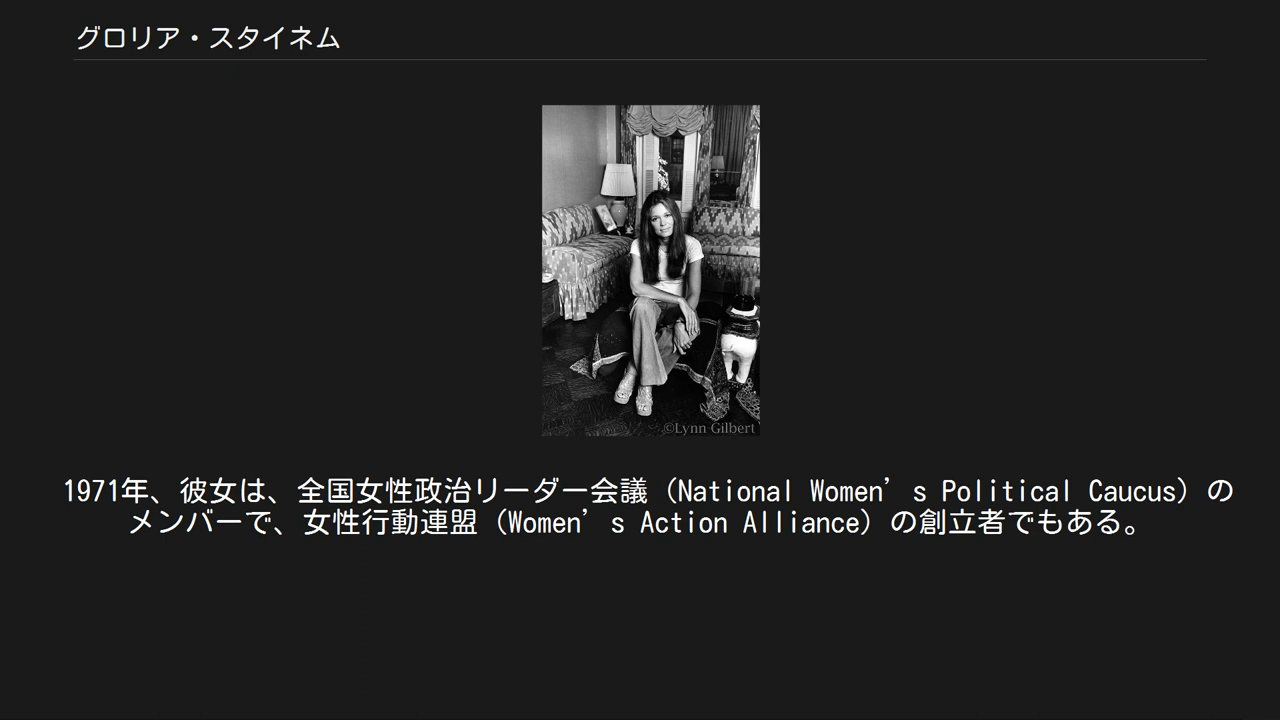 グロリア・スタイネム
©Lynn Gilbert
1971年、彼女は、全国女性政治リーダー会議（National Women’s Political Caucus）の
メンバーで、女性行動連盟（Women’s Action Alliance）の創立者でもある。